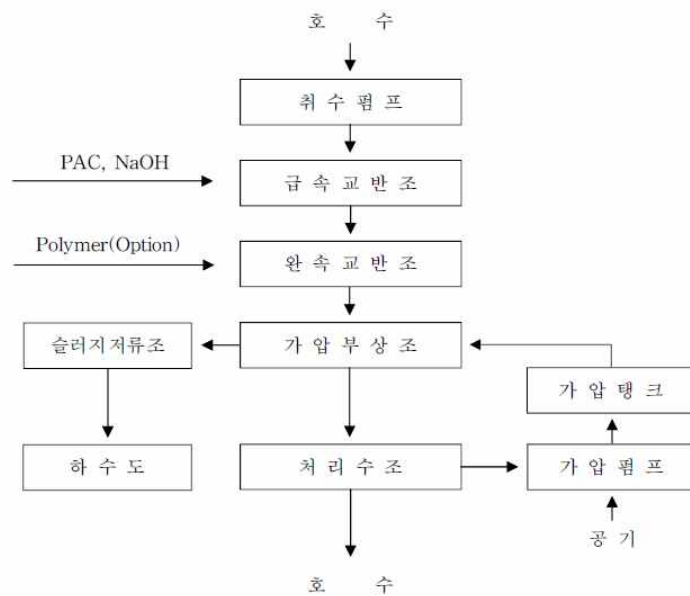 호 수
취 수 펌 프
PAC, NaOH
급 속 교 반 조
Polymer(Option)
완 속 교 반 조
슬러지저류조
가 압 부 상 조
가 압 탱 크
하 수 도
처 리 수 조
가 압 펌 프
공 기
호 수